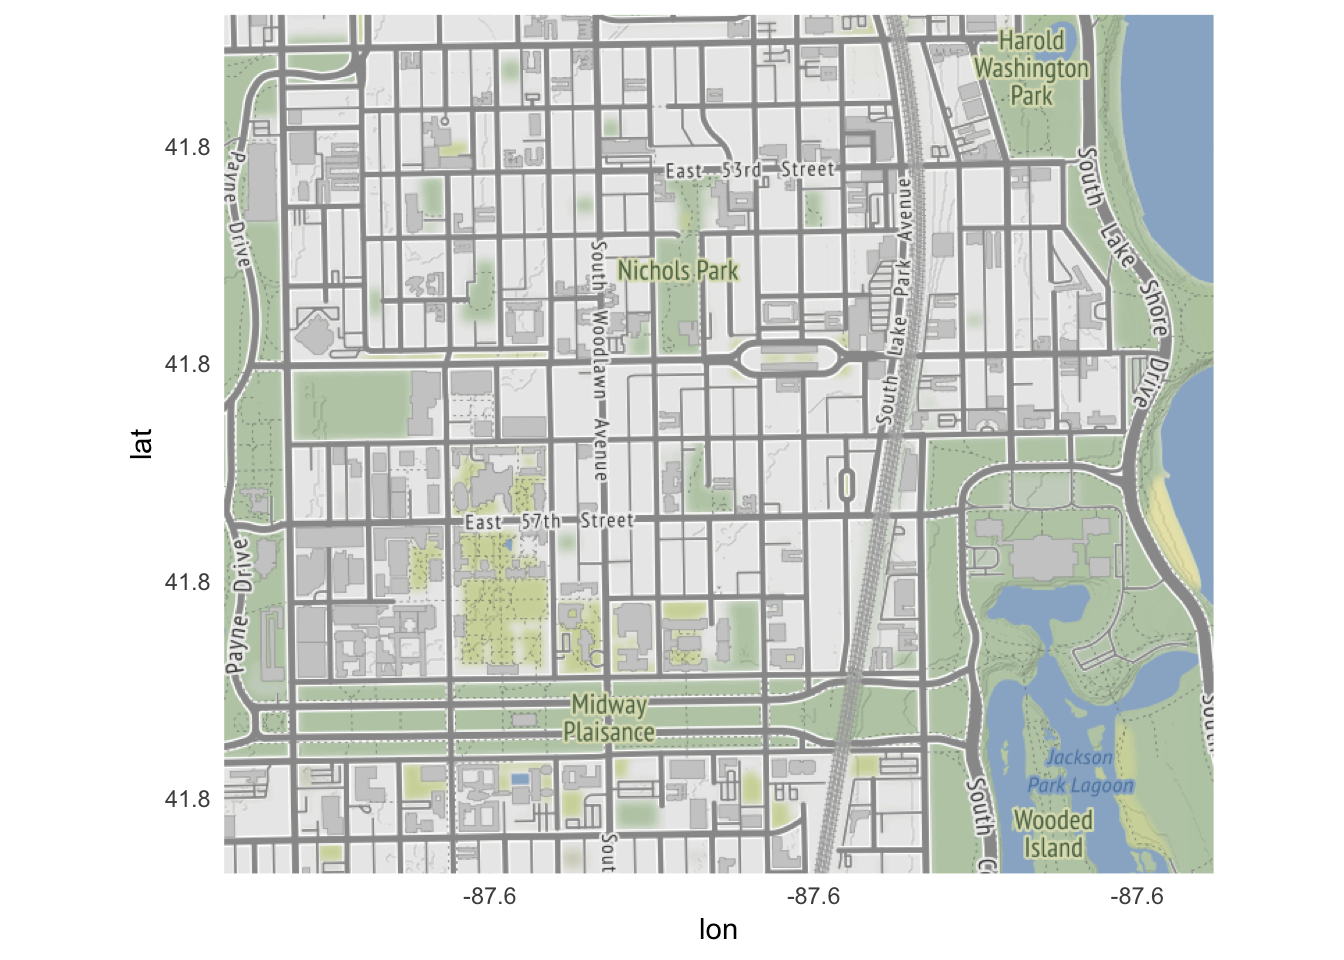 Harold
Washington
Park
41.8
Payne Drive
East 53rd Street
South Lake Shore Drive
South Lake Park Avenue
South Woodlawn Avenue
Nichols Park
41.8
lat
East 57th Street
41.8
Payne Drive
Midway
Plaisance
Sout
South
Jackson
Park Lagoon
41.8
South
Wooded
Island
Sout
-87.6
-87.6
-87.6
lon